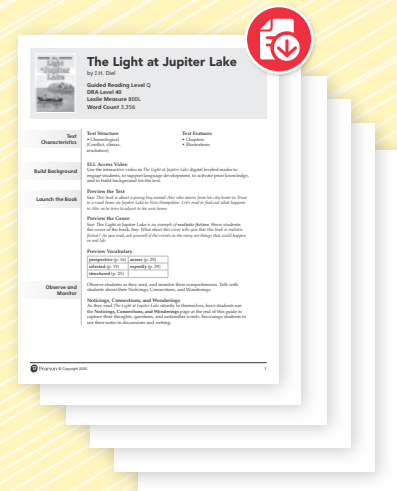 The Light at Jupiter Lake
by J.H. Diel
Guided Reading Level Q
DRA Level 40
Lexile Measure 800L
Word Count 3,356
Text
Characteristics
Text Structure
• Chronological
(Conflict, climax,
resolution)
Text Features
• Chapters
• Illustrations
Build Background
ELL Access Video
Use the interactive video in The Light at Jupiter Lake digital leveled reader to
engage students, to support language development, to activate prior knowledge,
and to build background for the text.
Launch the Book
Preview the Text
Say: This book is about a young boy named Alec who moves from his city home in Texas
to a rural home on Jupiter Lake in New Hampshire. Let's read to find out what happens
to Alec as he tries to adjust to his new home.
Preview the Genre
Say: The Light at Jupiter Lake is an example of realistic fiction. Show students
the cover of the book. Say: What about this cover tells you that this book is realistic
fiction? As you read, ask yourself if the events in the story are things that could happen
in real life.
Preview Vocabulary
perspective (p. 16) access (p. 28)
selected (p. 19) expertly (p. 29)
structured (p. 25)
Observe and
Monitor
Observe students as they read, and monitor their comprehension. Talk with
students about their Noticings, Connections, and Wonderings.
Noticings, Connections, and Wonderings
As they read The Light at Jupiter Lake silently to themselves, have students use
the Noticings, Connections, and Wonderings page at the end of this guide to
capture their thoughts, questions, and unfamiliar words. Encourage students to
use their notes in discussions and writing.
Pearson © Copyright 2020
1